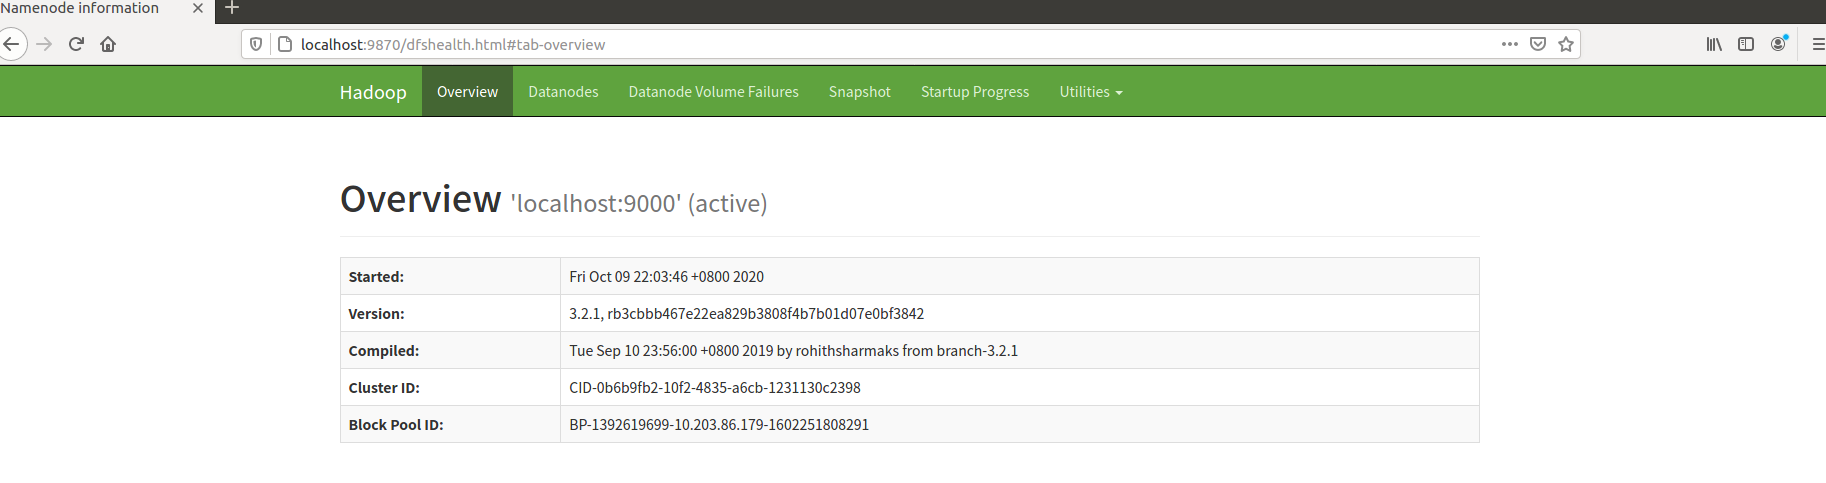 Namenode information
localhost:9870/dfshealth.html#tab-overview
Hadoop Overview Datanodes Datanode Volume Failures Snapshot Startup Progress Utilities
Overview 'localhost:9000' (active)
Started: Fri Oct 09 22:03:46 +0800 2020
Version: 3.2.1, rb3cbbb467e22ea829b3808f4b7b01d07e0bf3842
Compiled: Tue Sep 10 23:56:00 +0800 2019 by rohithsharmaks from branch-3.2.1
Cluster ID: CID-0b6b9fb2-10f2-4835-a6cb-1231130c2398
Block Pool ID: BP-1392619699-10.203.86.179-1602251808291